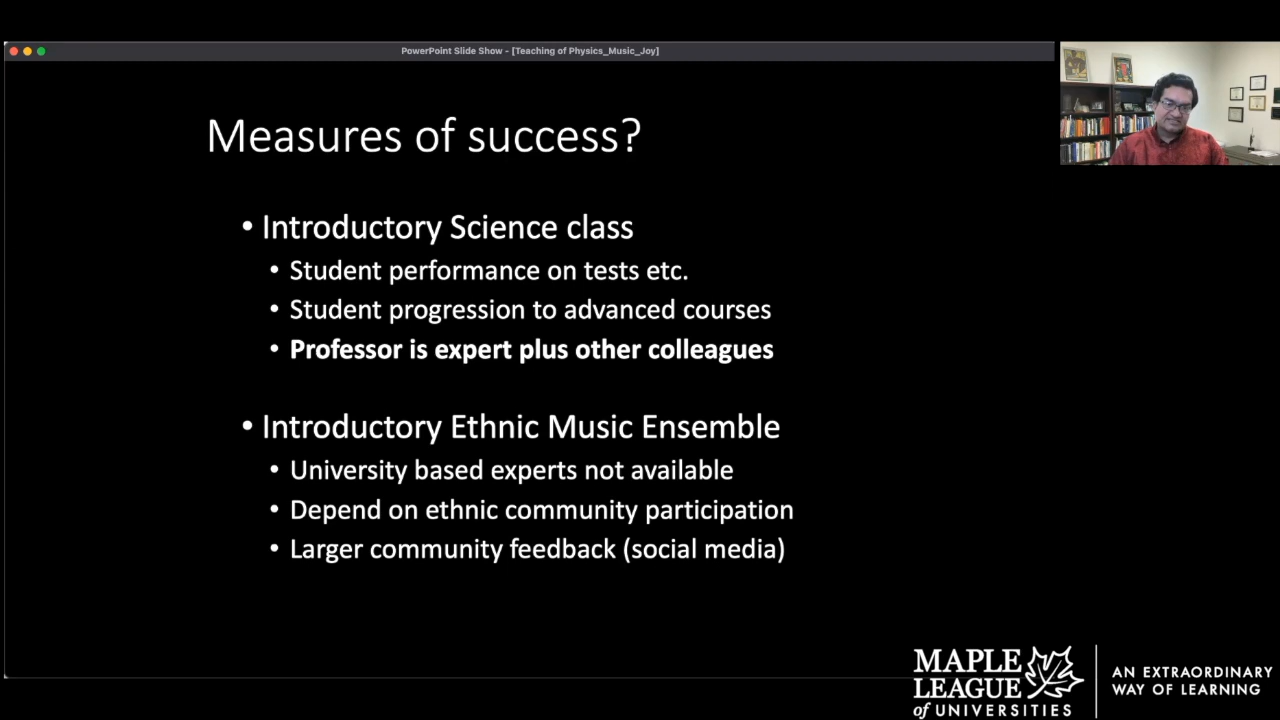 PowerPoint Slide Show - [Teaching of Physics_Music_Joy]
Measures of success?
• Introductory Science class
• Student performance on tests etc.
• Student progression to advanced courses
• Professor is expert plus other colleagues
• Introductory Ethnic Music Ensemble
• University based experts not available
• Depend on ethnic community participation
• Larger community feedback (social media)
MAPLE
LEAGUE
of UNIVERSITIES
AN EXTRAORDINARY
WAY OF LEARNING